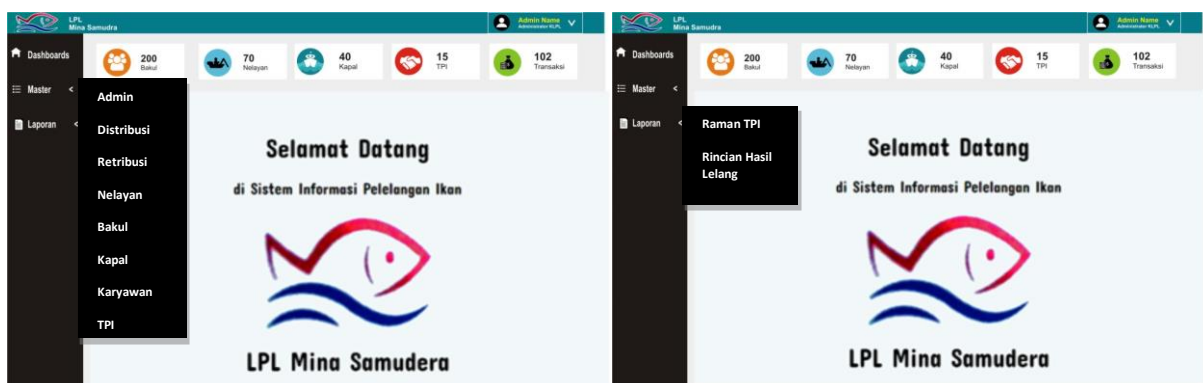 LPL
Mina Samudra
Admin Name
Administrator KLPL
Dashboards
Master <
Laporan <
200
Bakul
70
Nelayan
40
Kapal
15
TPI
102
Transaksi
Admin
Distribusi
Retribusi
Nelayan
Bakul
Kapal
Karyawan
TPI
Selamat Datang
di Sistem Informasi Pelelangan Ikan
LPL Mina Samudera
LPL
Mina Samudra
Admin Name
Administrator KLPL
Dashboards
Master <
Laporan <
200
Bakul
70
Nelayan
40
Kapal
15
TPI
102
Transaksi
Raman TPI
Rincian Hasil
Lelang
Selamat Datang
di Sistem Informasi Pelelangan Ikan
LPL Mina Samudera